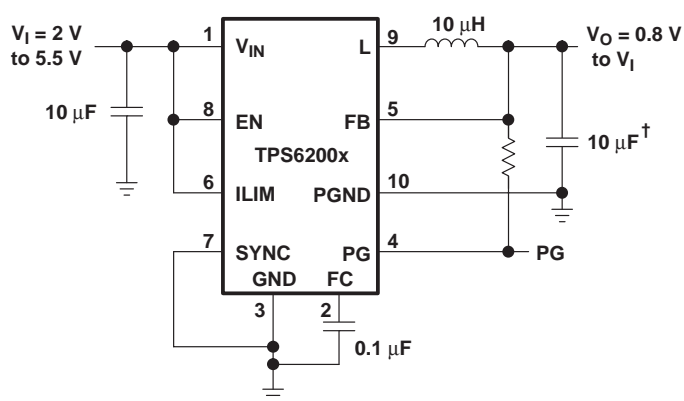 V_I = 2 V
to 5.5 V
10 µF
1
8
6
7
V_IN
EN
ILIM
SYNC
TPS6200x
GND
FC
L
FB
PGND
PG
9
5
10
4
3
2
0.1 µF
10 µH
V_O = 0.8 V
to V_I
10 µF†
PG